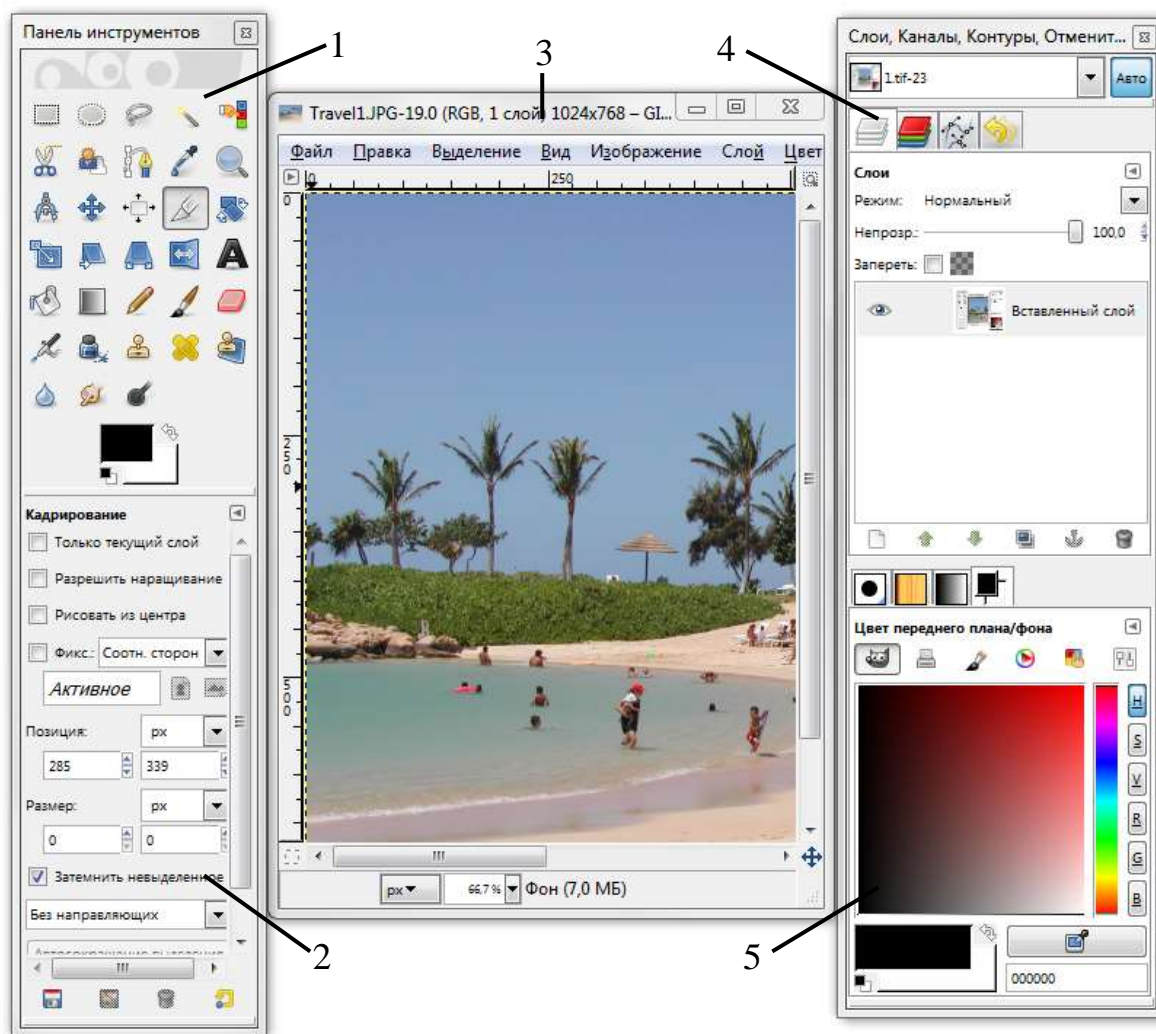 Панель инструментов
1
Кадрирование
Только текущий слой
Разрешить наращивание
Рисовать из центра
Фикс.: Соотн. сторон
Активное
Позиция: px
285 339
Размер: px
0 0
Затемнить невыделенное
Без направляющих
2
3
Travel1.JPG-19.0 (RGB, 1 слой) 1024x768 – GI...
Файл Правка Выделение Вид Изображение Слой Цвет
0 250
0
250
500
px 66,7 % Фон (7,0 МБ)
4
Слои, Каналы, Контуры, Отменит...
1.tif-23 Авто
Слои
Режим: Нормальный
Непрозр.: 100,0
Запереть:
Вставленный слой
Цвет переднего плана/фона
H
S
V
R
G
B
5
000000